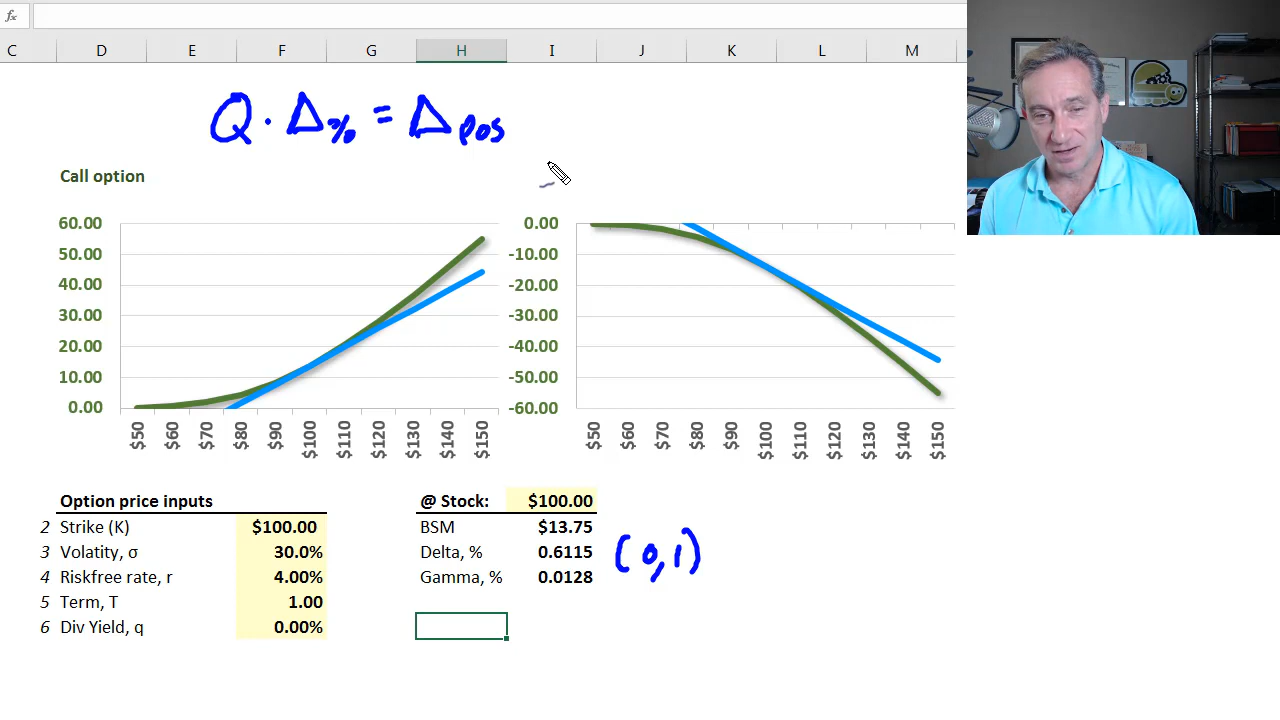 fx
C D E F G H I J K L M
Q · Δ% = Δpos
Call option
60.00
50.00
40.00
30.00
20.00
10.00
0.00
$50 $60 $70 $80 $90 $100 $110 $120 $130 $140 $150
0.00
-10.00
-20.00
-30.00
-40.00
-50.00
-60.00
$50 $60 $70 $80 $90 $100 $110 $120 $130 $140 $150
Option price inputs
2 Strike (K) $100.00
3 Volatity, σ 30.0%
4 Riskfree rate, r 4.00%
5 Term, T 1.00
6 Div Yield, q 0.00%
@ Stock: $100.00
BSM $13.75
Delta, % 0.6115
Gamma, % 0.0128
(0,1)